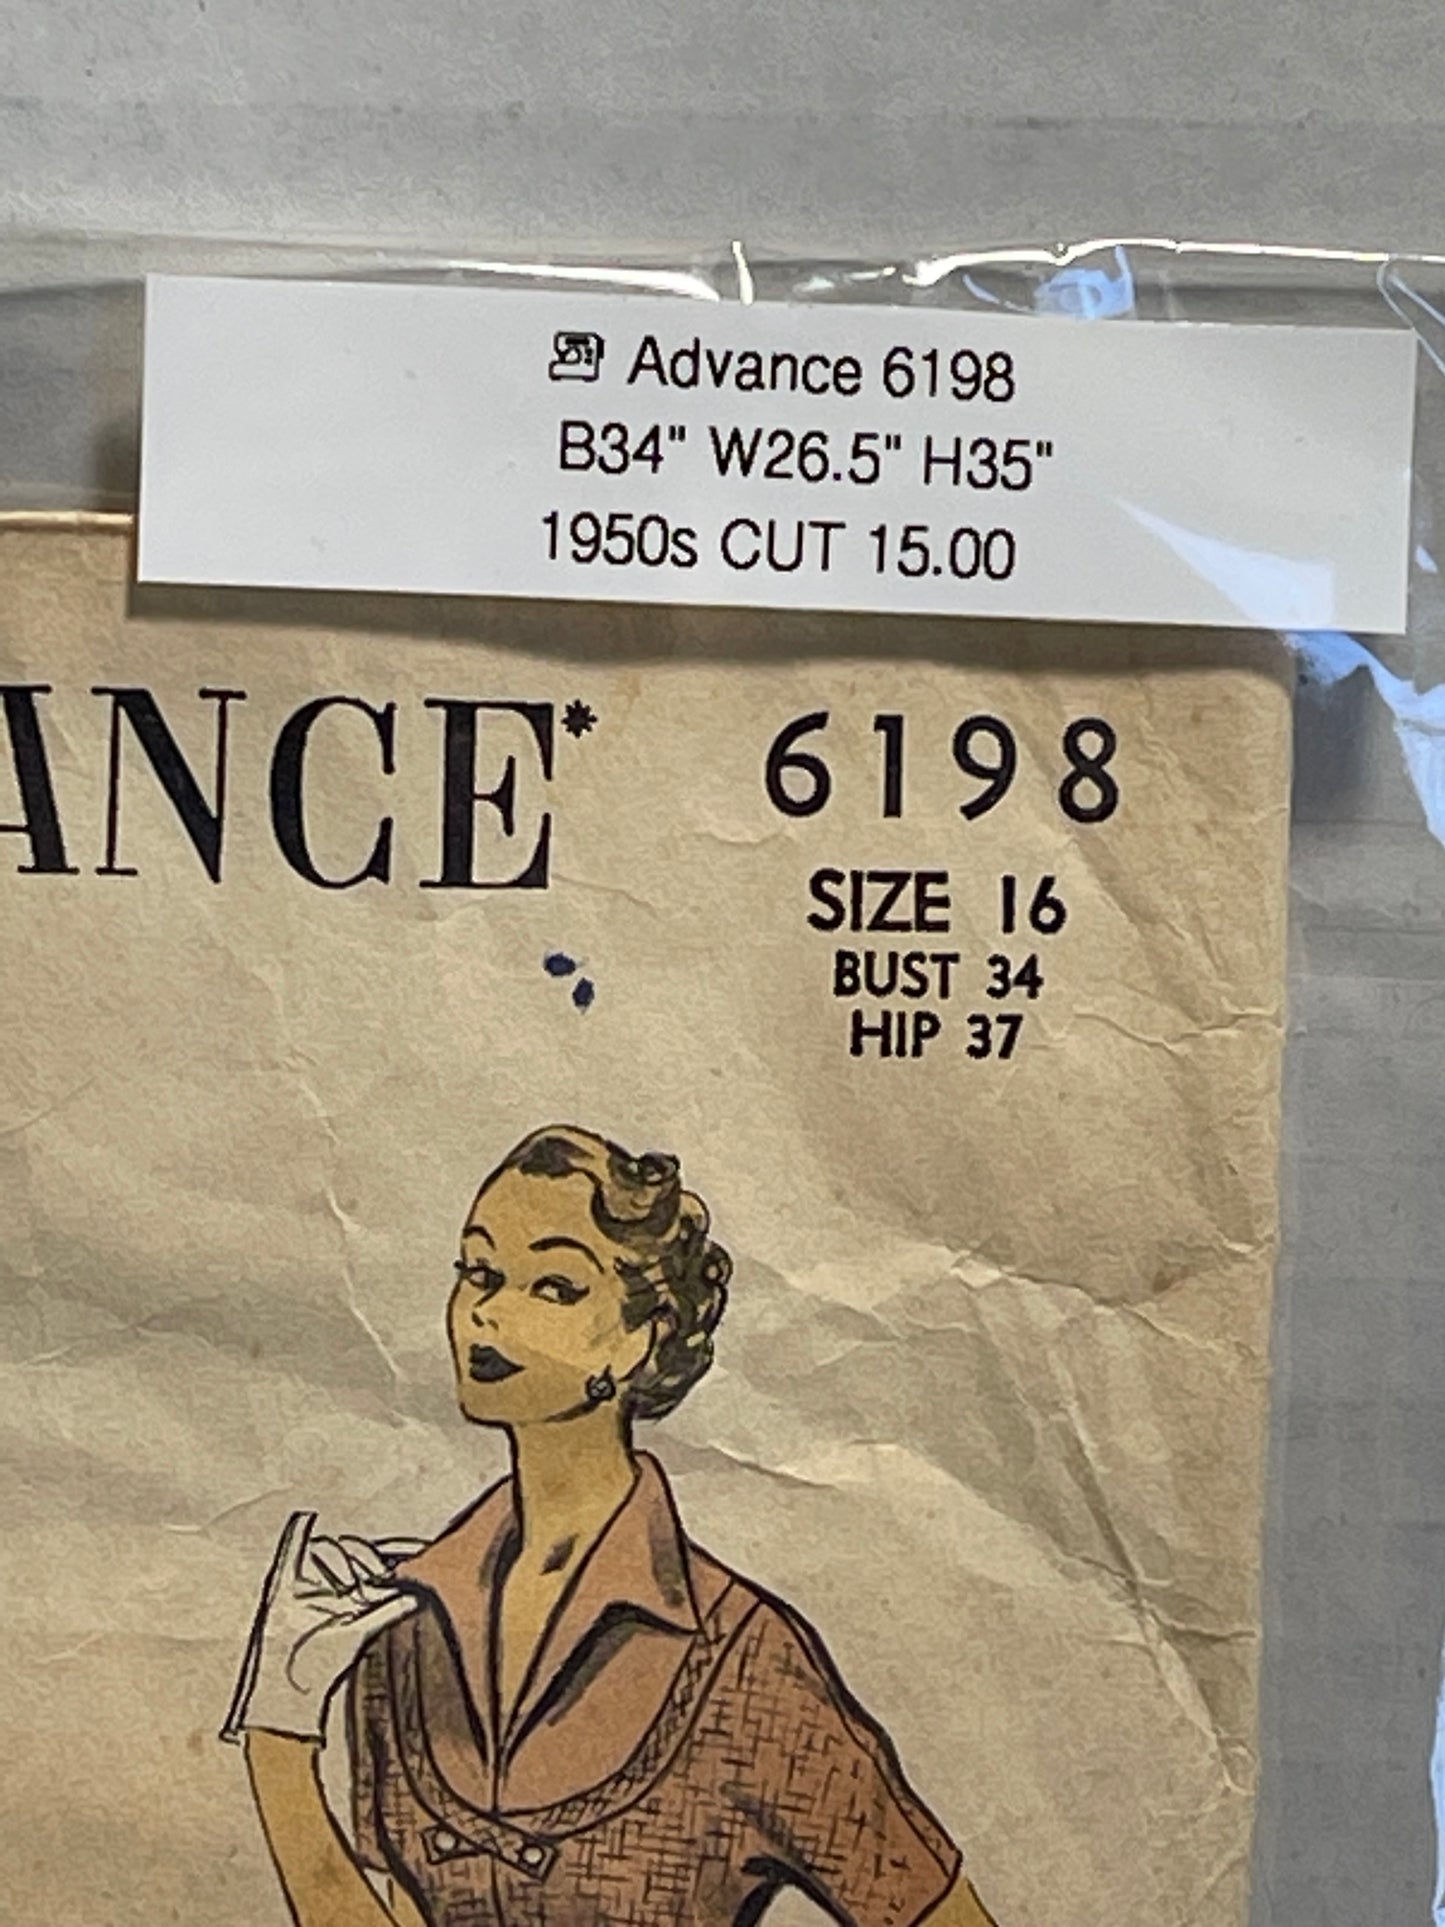 Advance 6198
B34" W26.5" H35"
1950s CUT 15.00
ANCE* 6198
SIZE 16
BUST 34
HIP 37